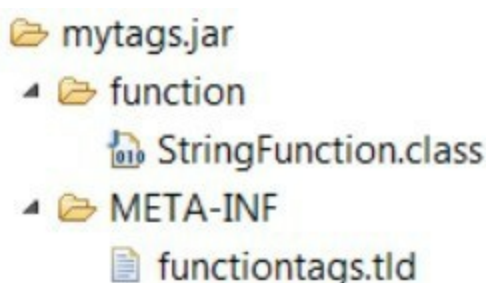 mytags.jar
function
StringFunction.class
META-INF
functiontags.tld